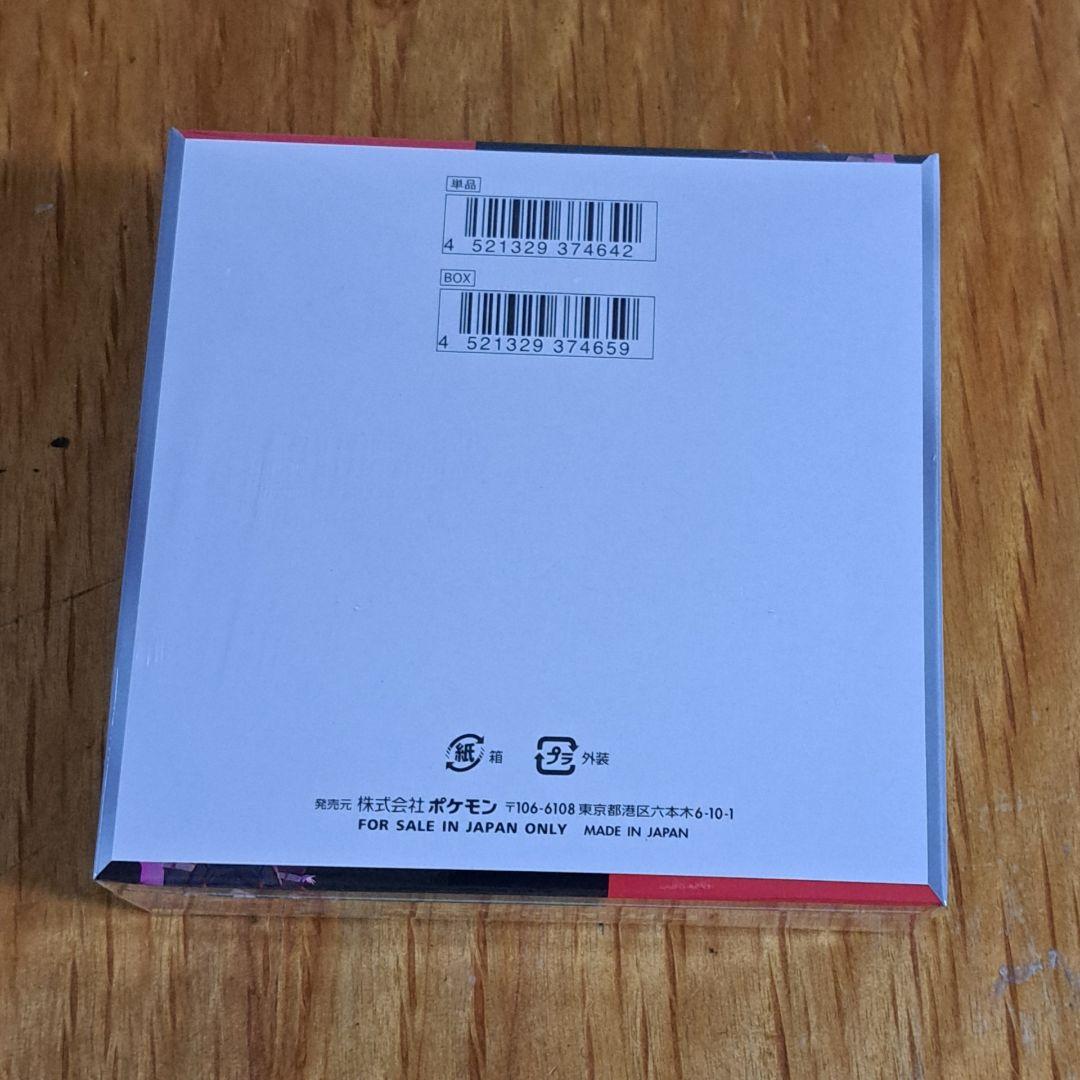 単品
4 521329 374642
BOX
4 521329 374659
紙 箱 プラ 外装
発売元 株式会社 ポケモン 〒106-6108 東京都港区六本木6-10-1
FOR SALE IN JAPAN ONLY MADE IN JAPAN